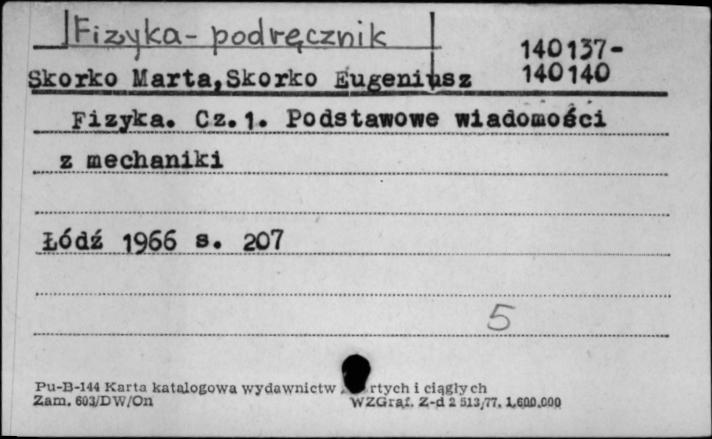 Fizyka - podręcznik
140137-
Skorko Marta, Skorko Eugeniusz 140140
Fizyka. Cz.1. Podstawowe wiadomości
z mechaniki
Łódź 1966 s. 207
5
Pu-B-144 Karta katalogowa wydawnictw rtych i ciągłych
Zam. 603/DW/On WZGraf. Z-d 2 513/77. 1.600.000